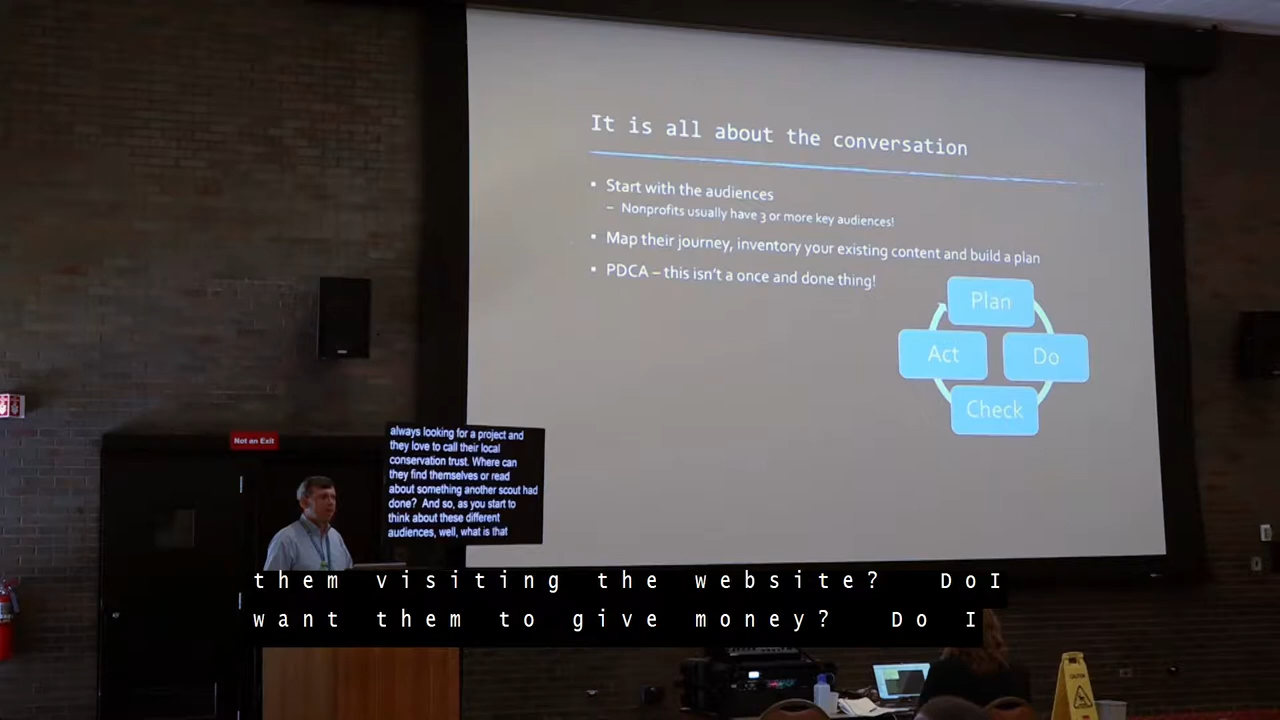 It is all about the conversation
▪ Start with the audiences
– Nonprofits usually have 3 or more key audiences!
▪ Map their journey, inventory your existing content and build a plan
▪ PDCA – this isn't a once and done thing!
Plan
Act
Do
Check
Not an Exit
always looking for a project and
they love to call their local
conservation trust. Where can
they find themselves or read
about something another scout had
done? And so, as you start to
think about these different
audiences, well, what is that
them visiting the website? DoI
want them to give money? Do I
CAUTION